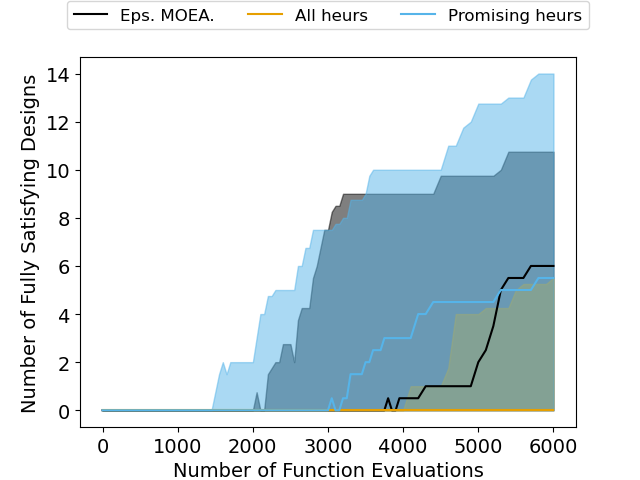 Eps. MOEA. All heurs Promising heurs
14
12
10
8
6
4
2
0
Number of Fully Satisfying Designs
0 1000 2000 3000 4000 5000 6000
Number of Function Evaluations